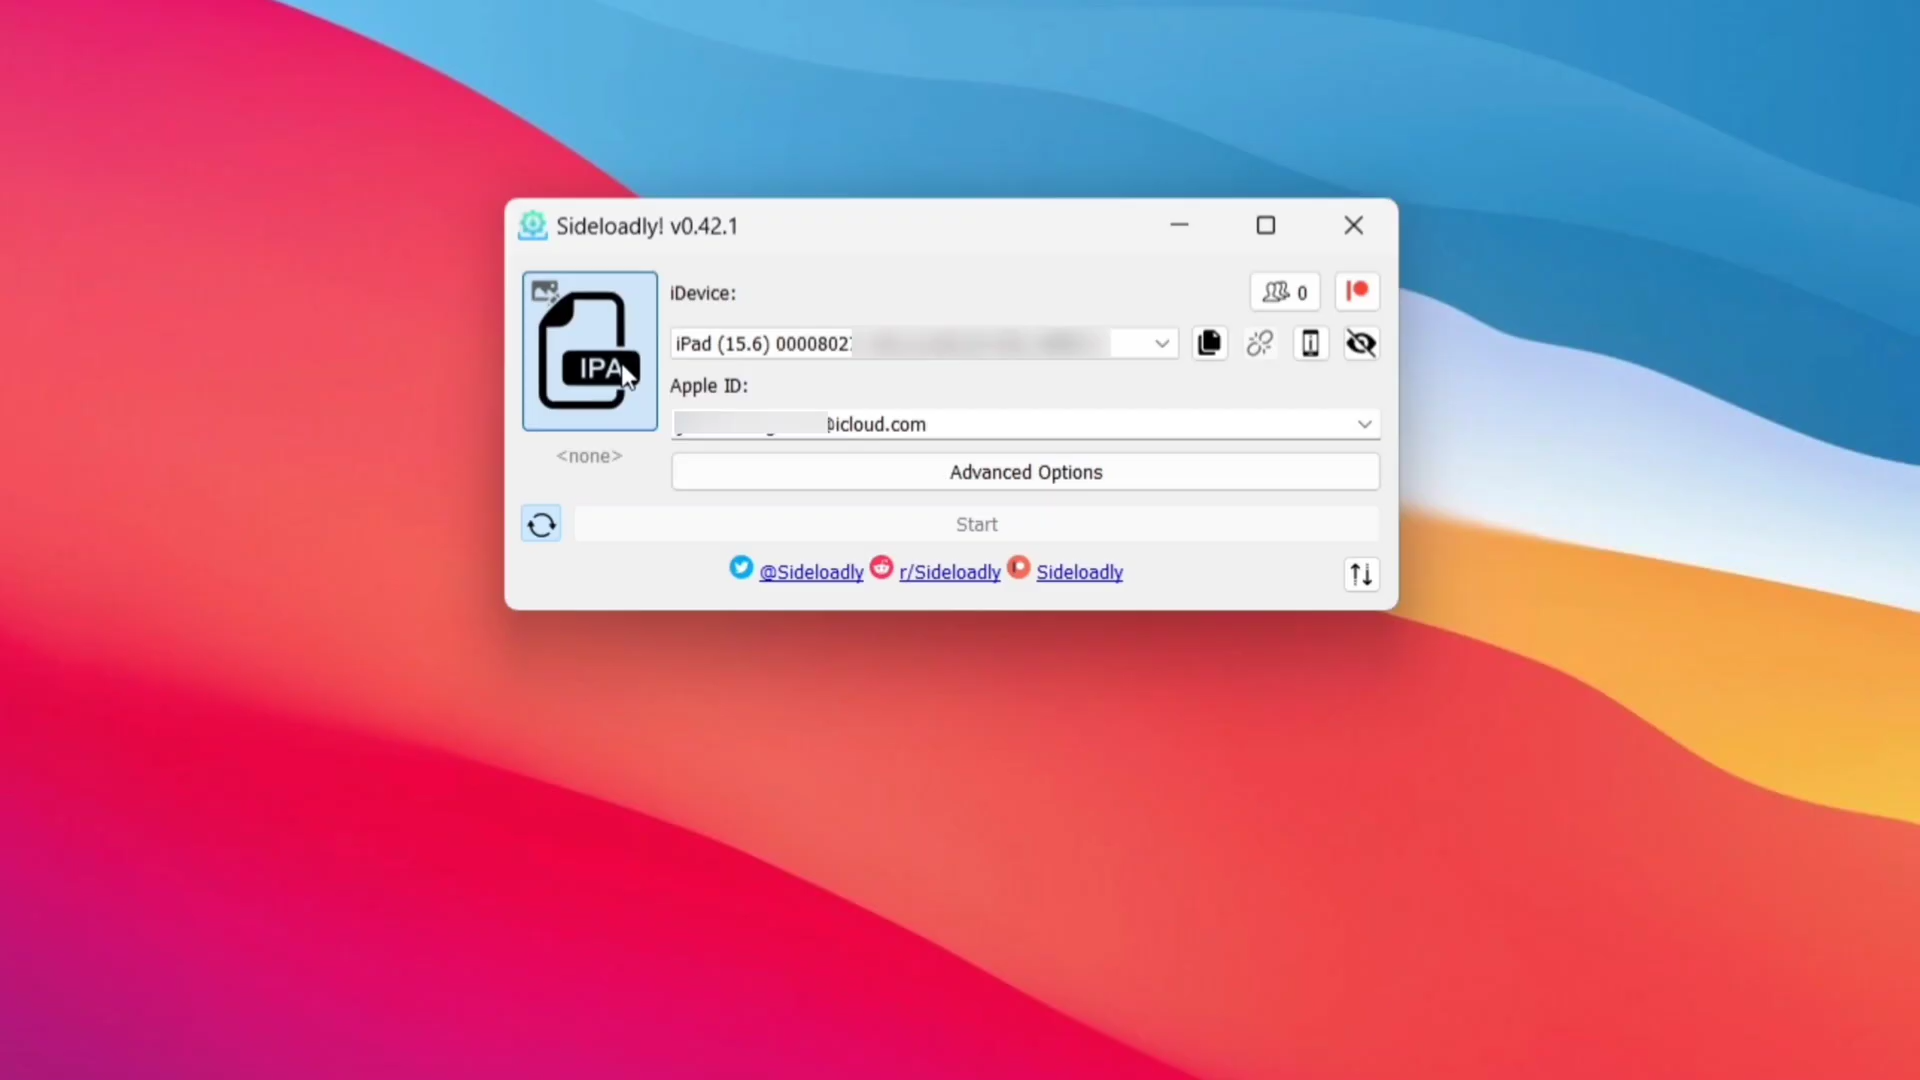 Sideloadly! v0.42.1
IPA
iDevice:
0
iPad (15.6) 0000802
Apple ID:
@icloud.com
<none>
Advanced Options
Start
@Sideloadly r/Sideloadly Sideloadly